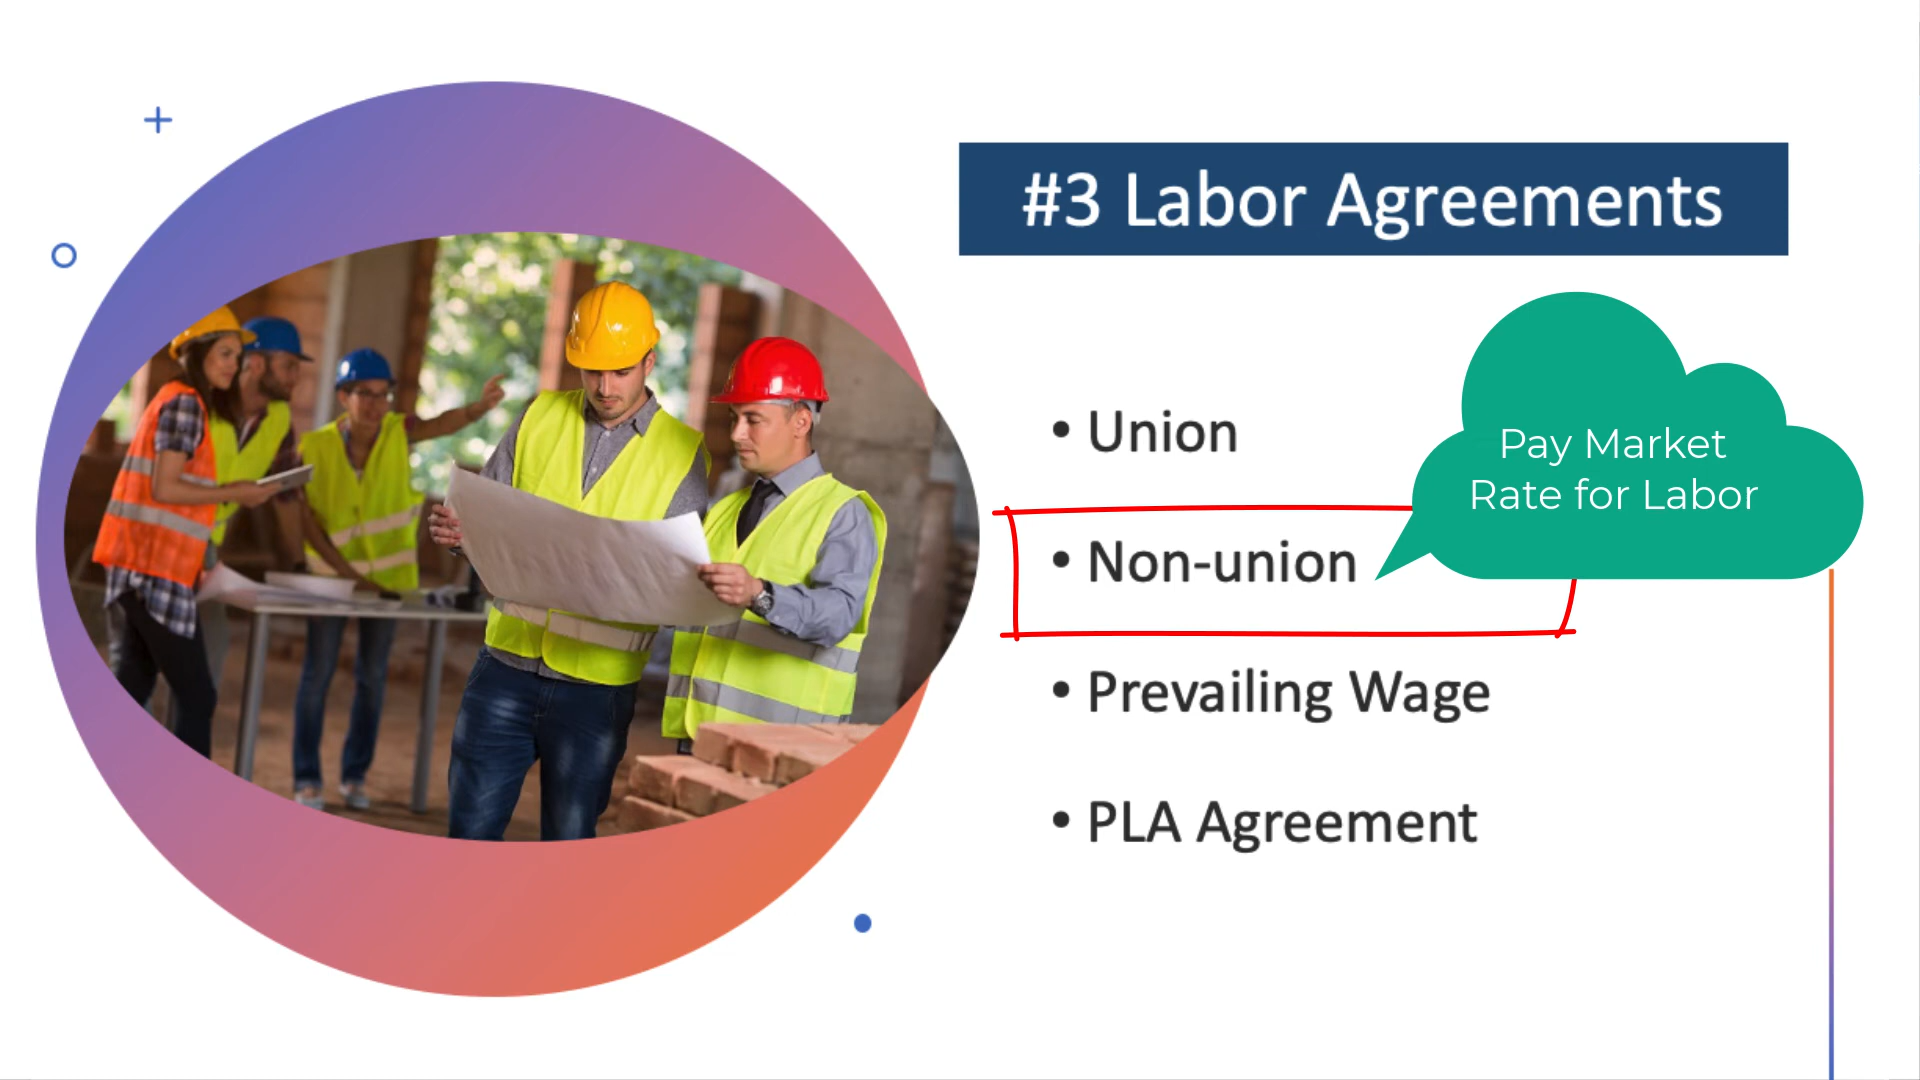 #3 Labor Agreements
• Union
Pay Market
Rate for Labor
• Non-union
• Prevailing Wage
• PLA Agreement